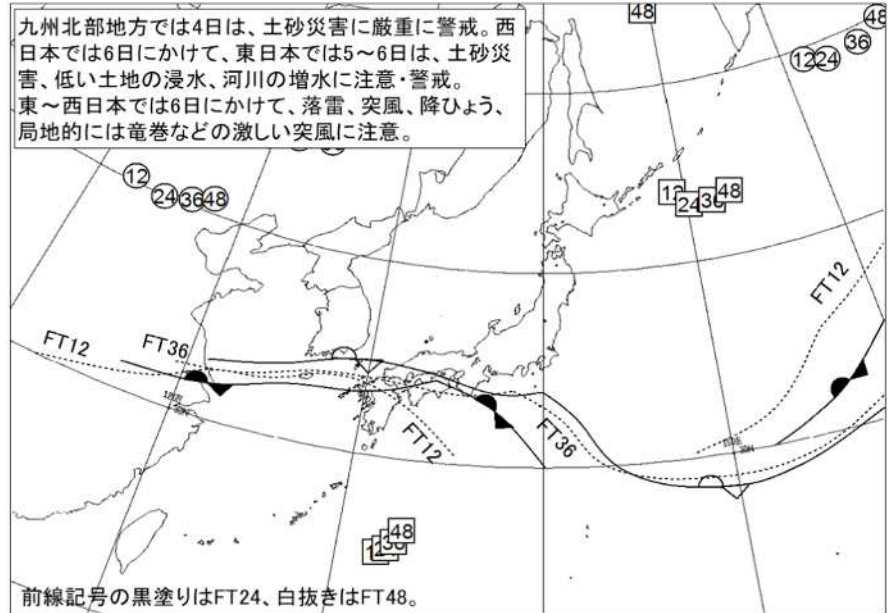 九州北部地方では4日は、土砂災害に厳重に警戒。西
日本では6日にかけて、東日本では5～6日は、土砂災
害、低い土地の浸水、河川の増水に注意・警戒。
東～西日本では6日にかけて、落雷、突風、降ひょう、
局地的には竜巻などの激しい突風に注意。
48
48
36
12 24
12
24 36 48
12 24 36 48
FT12
FT12
FT36
FT12
FT36
48
36
前線記号の黒塗りはFT24、白抜きはFT48。